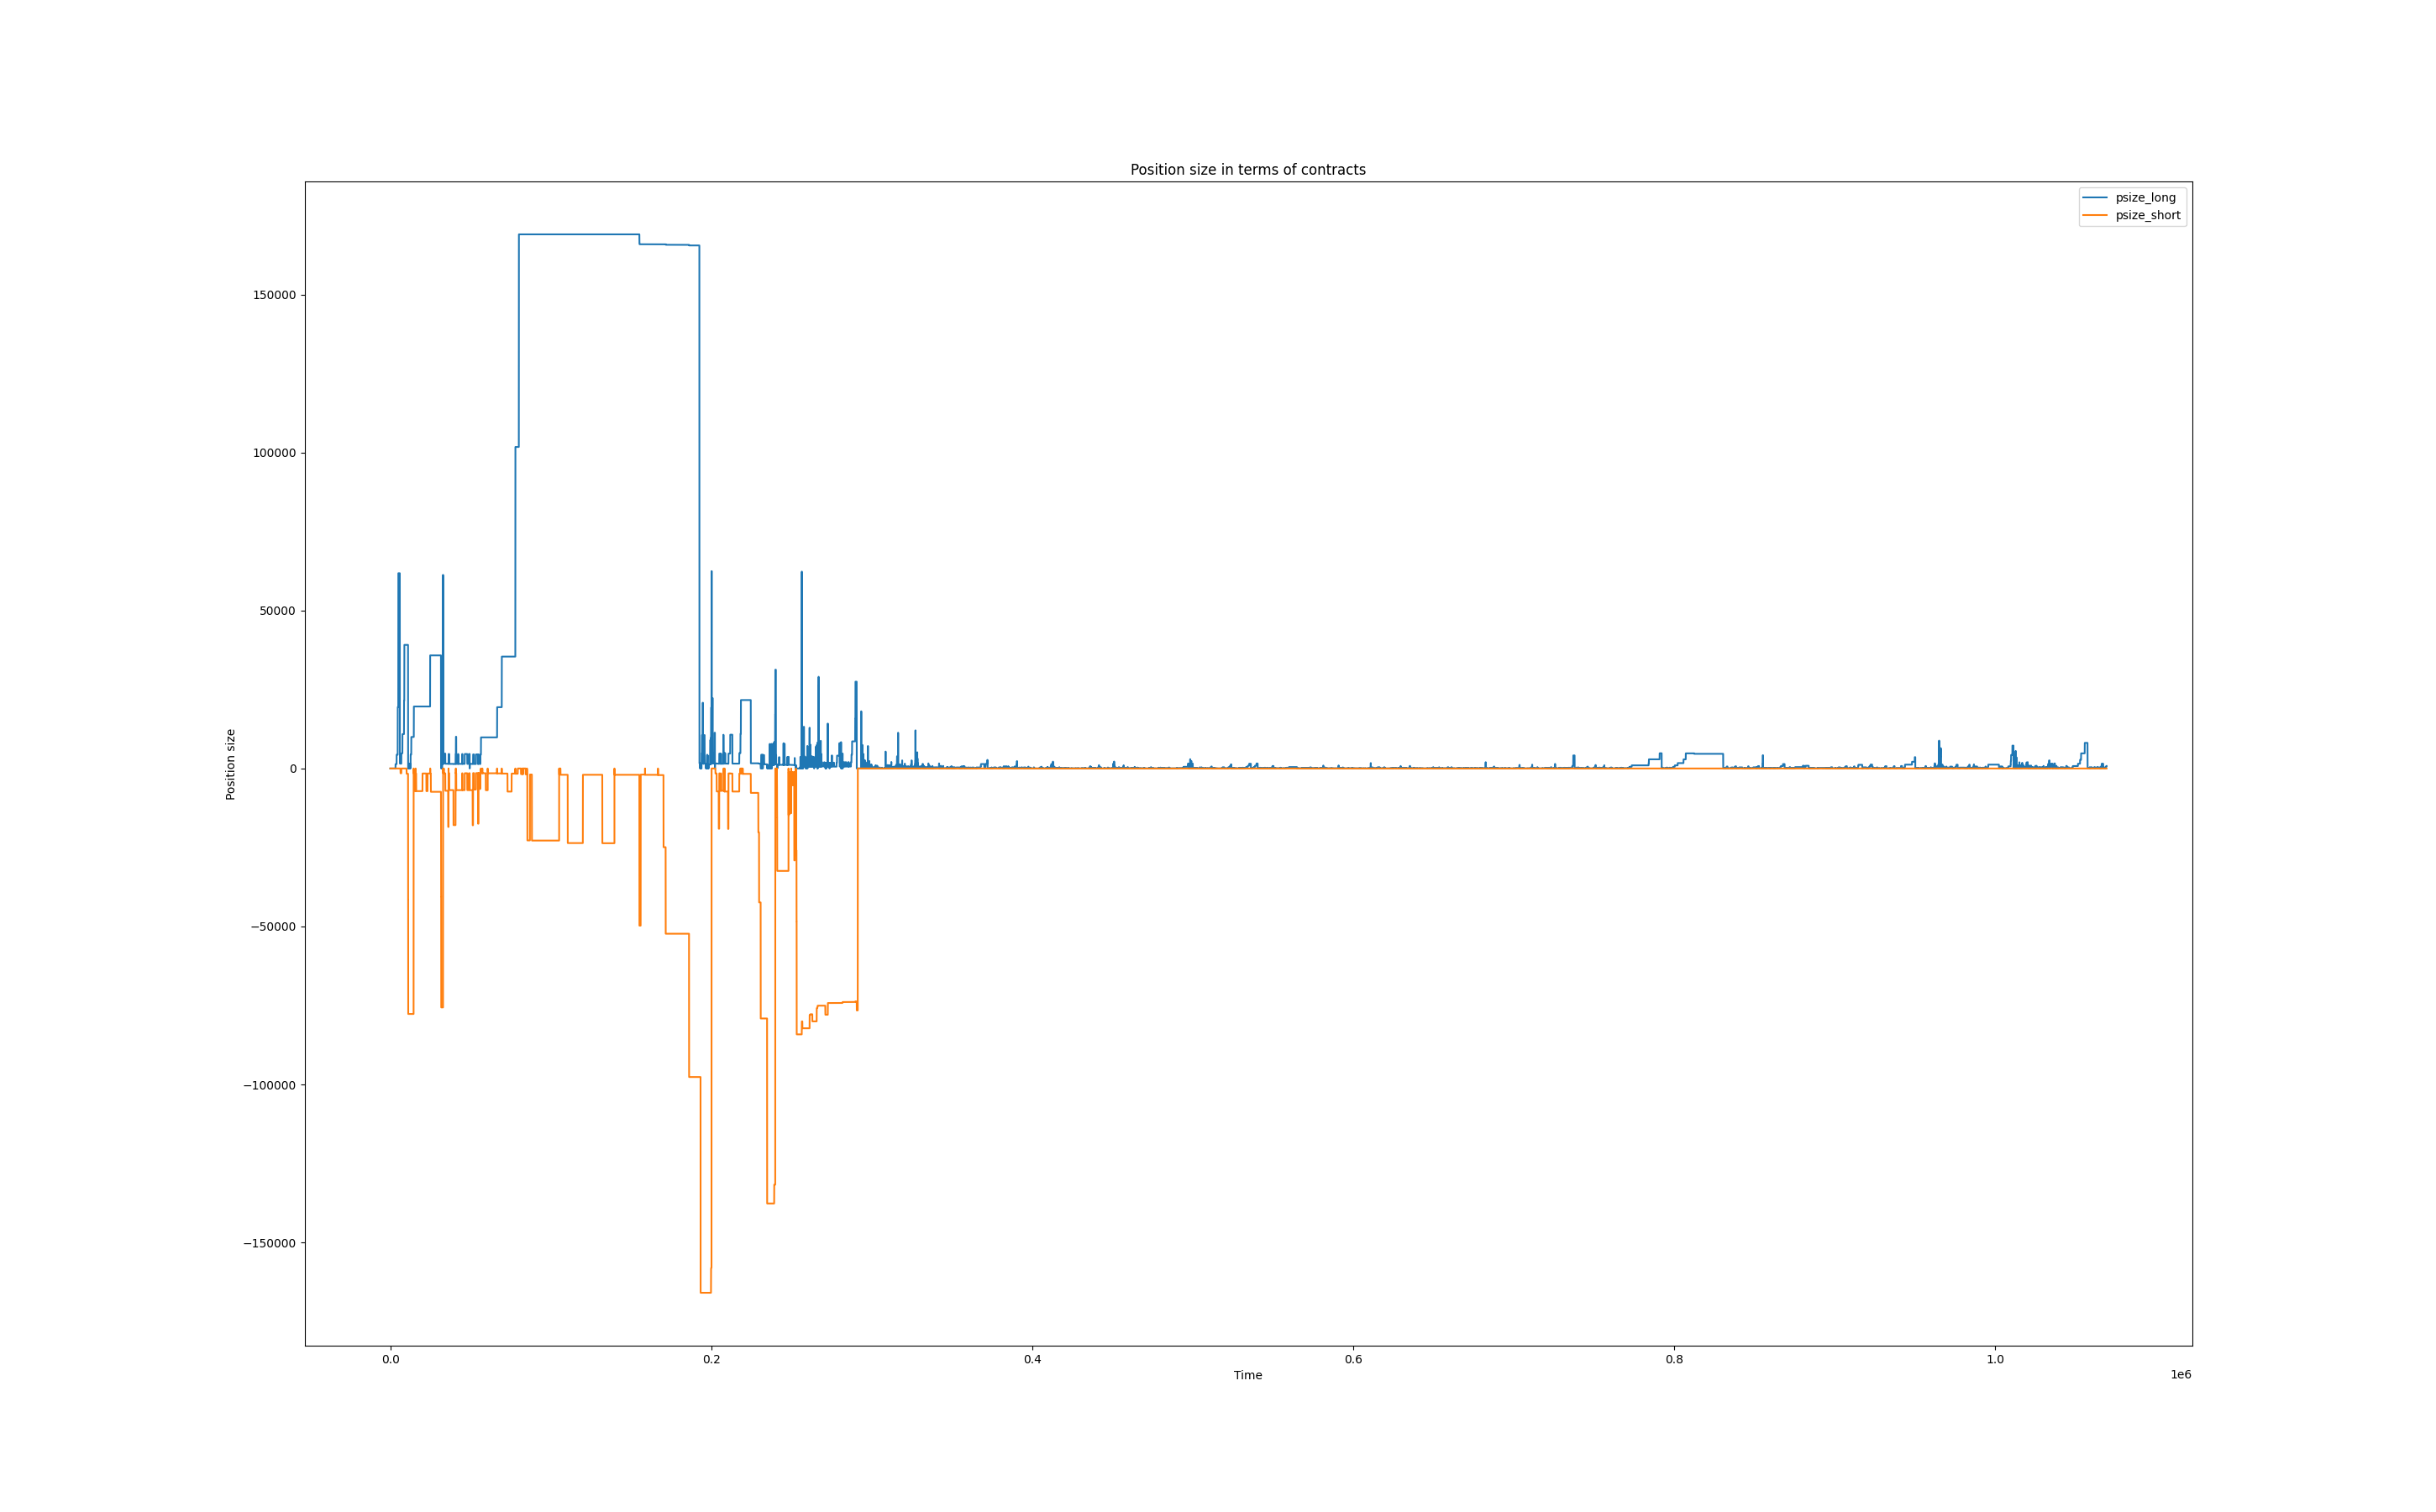 Position size in terms of contracts
psize_long
psize_short
150000
100000
50000
0
−50000
−100000
−150000
Position size
0.0
0.2
0.4
0.6
0.8
1.0
1e6
Time